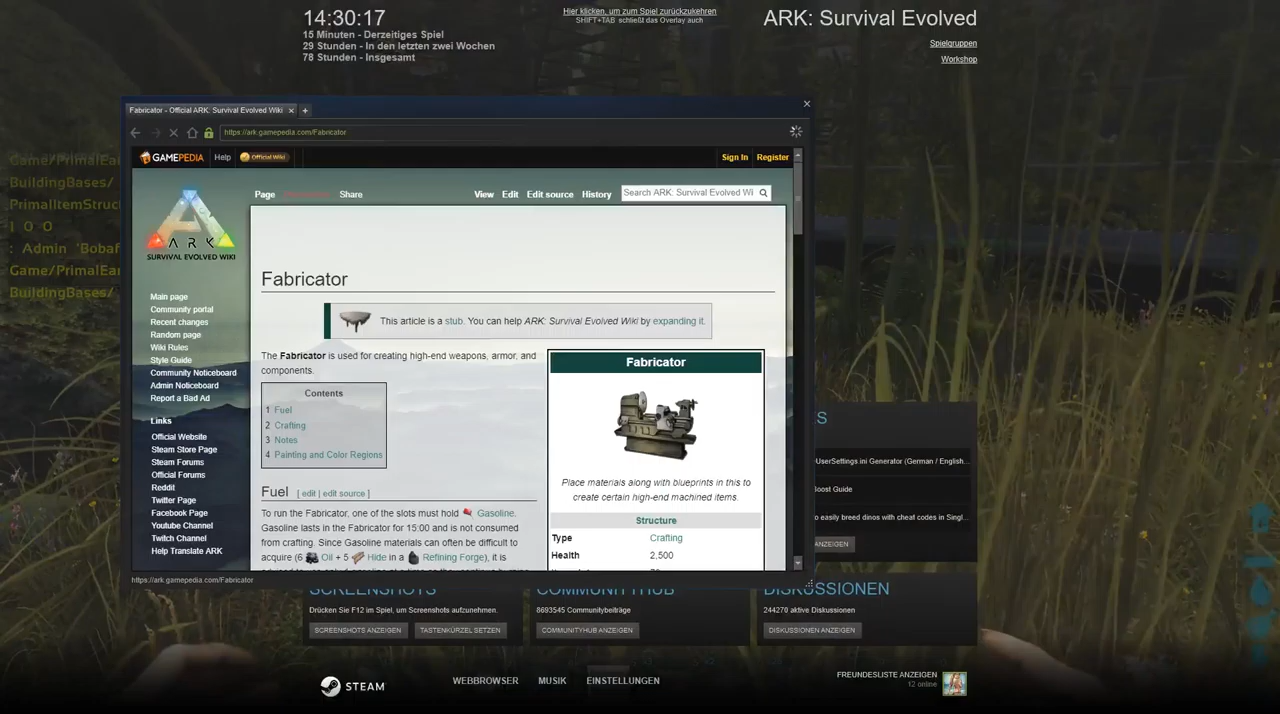 14:30:17
15 Minuten - Derzeitiges Spiel
29 Stunden - In den letzten zwei Wochen
78 Stunden - Insgesamt
Hier klicken, um zum Spiel zurückzukehren
SHIFT+TAB schließt das Overlay auch
ARK: Survival Evolved
Spielgruppen
Workshop
Fabricator - Official ARK: Survival Evolved Wiki
https://ark.gamepedia.com/Fabricator
GAMEPEDIA Help Official Wiki Sign In Register
Page Share View Edit Edit source History Search ARK: Survival Evolved Wi
ARK
SURVIVAL EVOLVED WIKI
Main page
Community portal
Recent changes
Random page
Wiki Rules
Style Guide
Community Noticeboard
Admin Noticeboard
Report a Bad Ad
Links
Official Website
Steam Store Page
Steam Forums
Official Forums
Reddit
Twitter Page
Facebook Page
Youtube Channel
Twitch Channel
Help Translate ARK
Fabricator
This article is a stub. You can help ARK: Survival Evolved Wiki by expanding it.
The Fabricator is used for creating high-end weapons, armor, and
components.
Contents
1 Fuel
2 Crafting
3 Notes
4 Painting and Color Regions
Fuel [ edit | edit source ]
To run the Fabricator, one of the slots must hold Gasoline.
Gasoline lasts in the Fabricator for 15:00 and is not consumed
from crafting. Since Gasoline materials can often be difficult to
acquire (6 Oil + 5 Hide in a Refining Forge), it is
Fabricator
Place materials along with blueprints in this to
create certain high-end machined items.
Structure
Type Crafting
Health 2,500
https://ark.gamepedia.com/Fabricator
Game/PrimalEar
BuildingBases/
PrimalItemStruc
1 0 0
: Admin 'Bobaf
Game/PrimalEar
BuildingBases/
ES
UserSettings.ini Generator (German / English...
Boost Guide
to easily breed dinos with cheat codes in Singl...
ANZEIGEN
SCREENSHOTS
Drücken Sie F12 im Spiel, um Screenshots aufzunehmen.
SCREENSHOTS ANZEIGEN TASTENKÜRZEL SETZEN
COMMUNITYHUB
8693545 Communitybeiträge
COMMUNITYHUB ANZEIGEN
DISKUSSIONEN
244270 aktive Diskussionen
DISKUSSIONEN ANZEIGEN
STEAM WEBBROWSER MUSIK EINSTELLUNGEN
FREUNDESLISTE ANZEIGEN
12 online